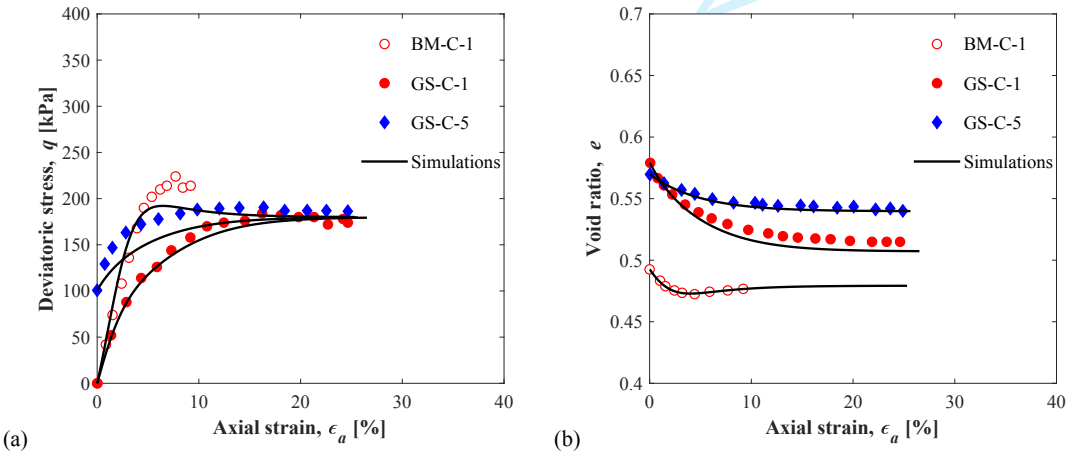 400
350
300
250
200
150
100
50
0
0 10 20 30 40
Deviatoric stress, q [kPa]
Axial strain, ϵa [%]
BM-C-1
GS-C-1
GS-C-5
Simulations
(a)
0.7
0.65
0.6
0.55
0.5
0.45
0.4
0 10 20 30 40
Void ratio, e
Axial strain, ϵa [%]
BM-C-1
GS-C-1
GS-C-5
Simulations
(b)